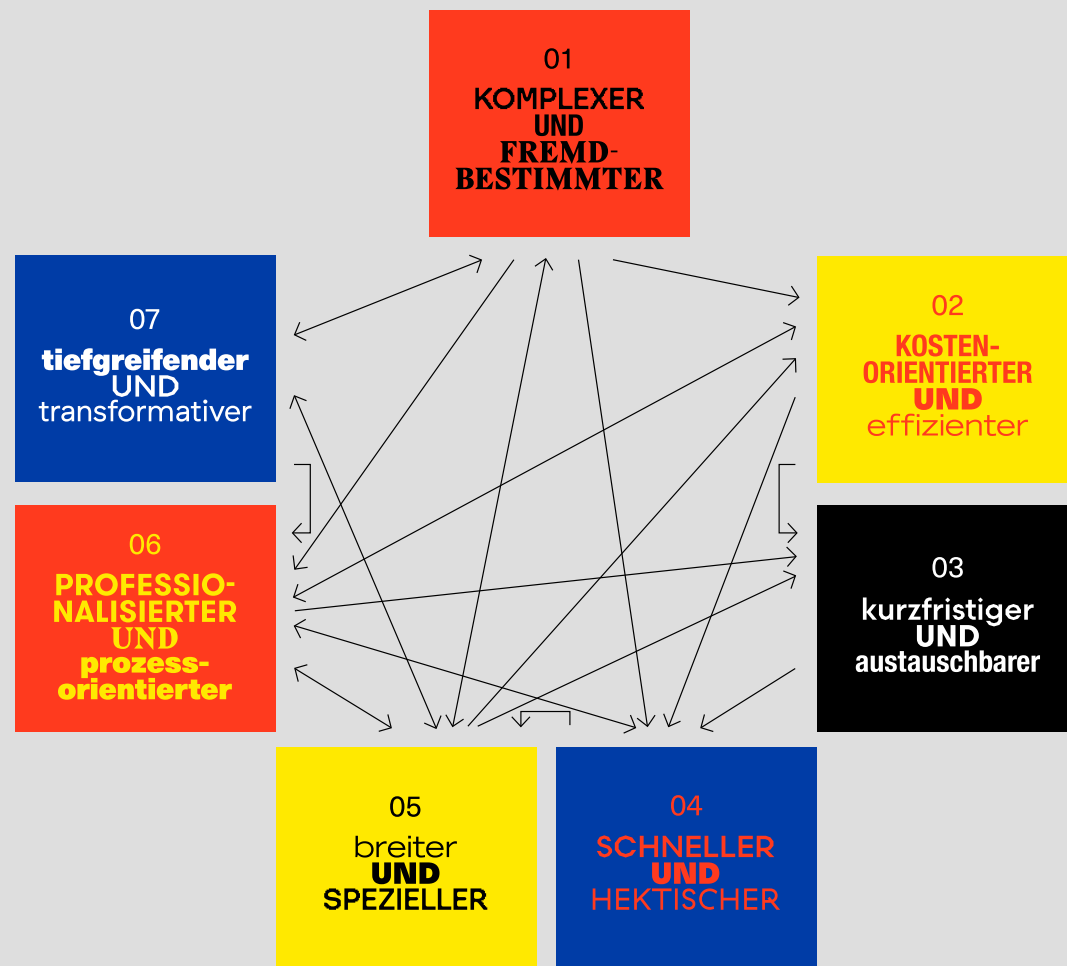 01
KOMPLEXER
UND
FREMD-
BESTIMMTER
02
KOSTEN-
ORIENTIERTER
UND
effizienter
03
kurzfristiger
UND
austauschbarer
04
SCHNELLER
UND
HEKTISCHER
05
breiter
UND
SPEZIELLER
06
PROFESSIO-
NALISIERTER
UND
prozess-
orientierter
07
tiefgreifender
UND
transformativer